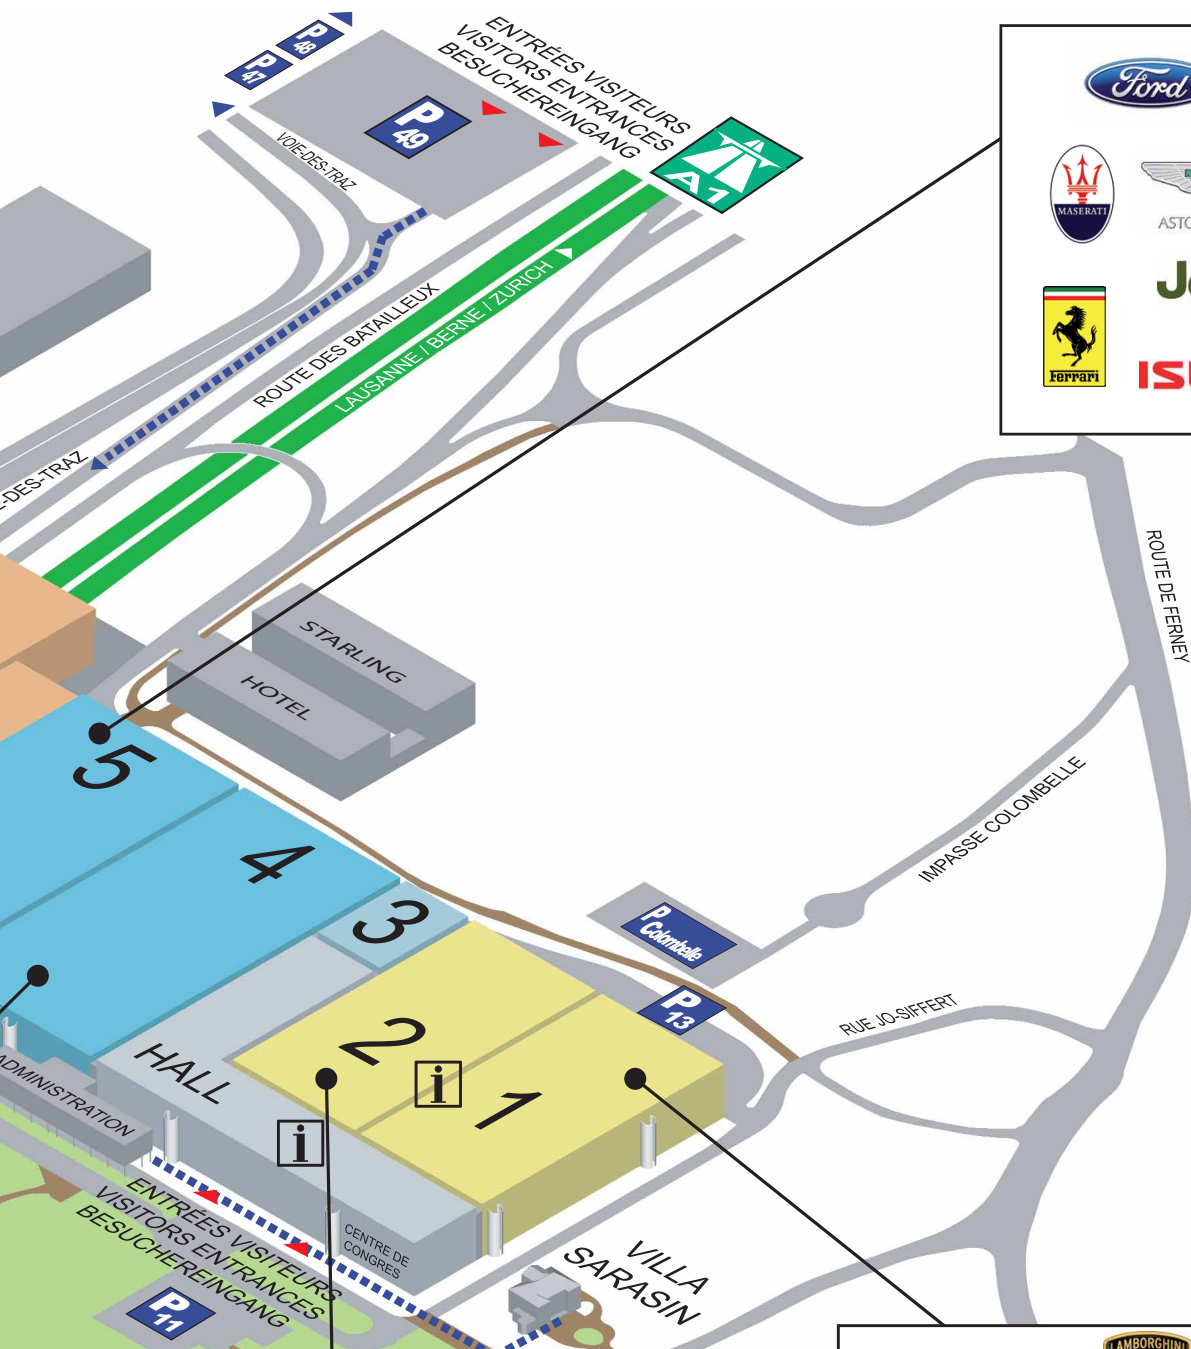 P
48
P
47
ENTRÉES VISITEURS
VISITORS ENTRANCES
BESUCHEREINGANG
P
49
A1
VOIE-DES-TRAZ
Ford
MASERATI
Ferrari
ROUTE DES BATAILLEUX
LAUSANNE / BERNE / ZURICH
-DES-TRAZ
ROUTE DE FERNEY
STARLING
HOTEL
5
4
3
IMPASSE COLOMBELLE
P
Colombelle
P
13
RUE JO-SIFFERT
2
i
1
HALL
i
ADMINISTRATION
ENTRÉES VISITEURS
VISITORS ENTRANCES
BESUCHEREINGANG
CENTRE DE
CONGRES
VILLA
SARASIN
P
11
LAMBORGHINI